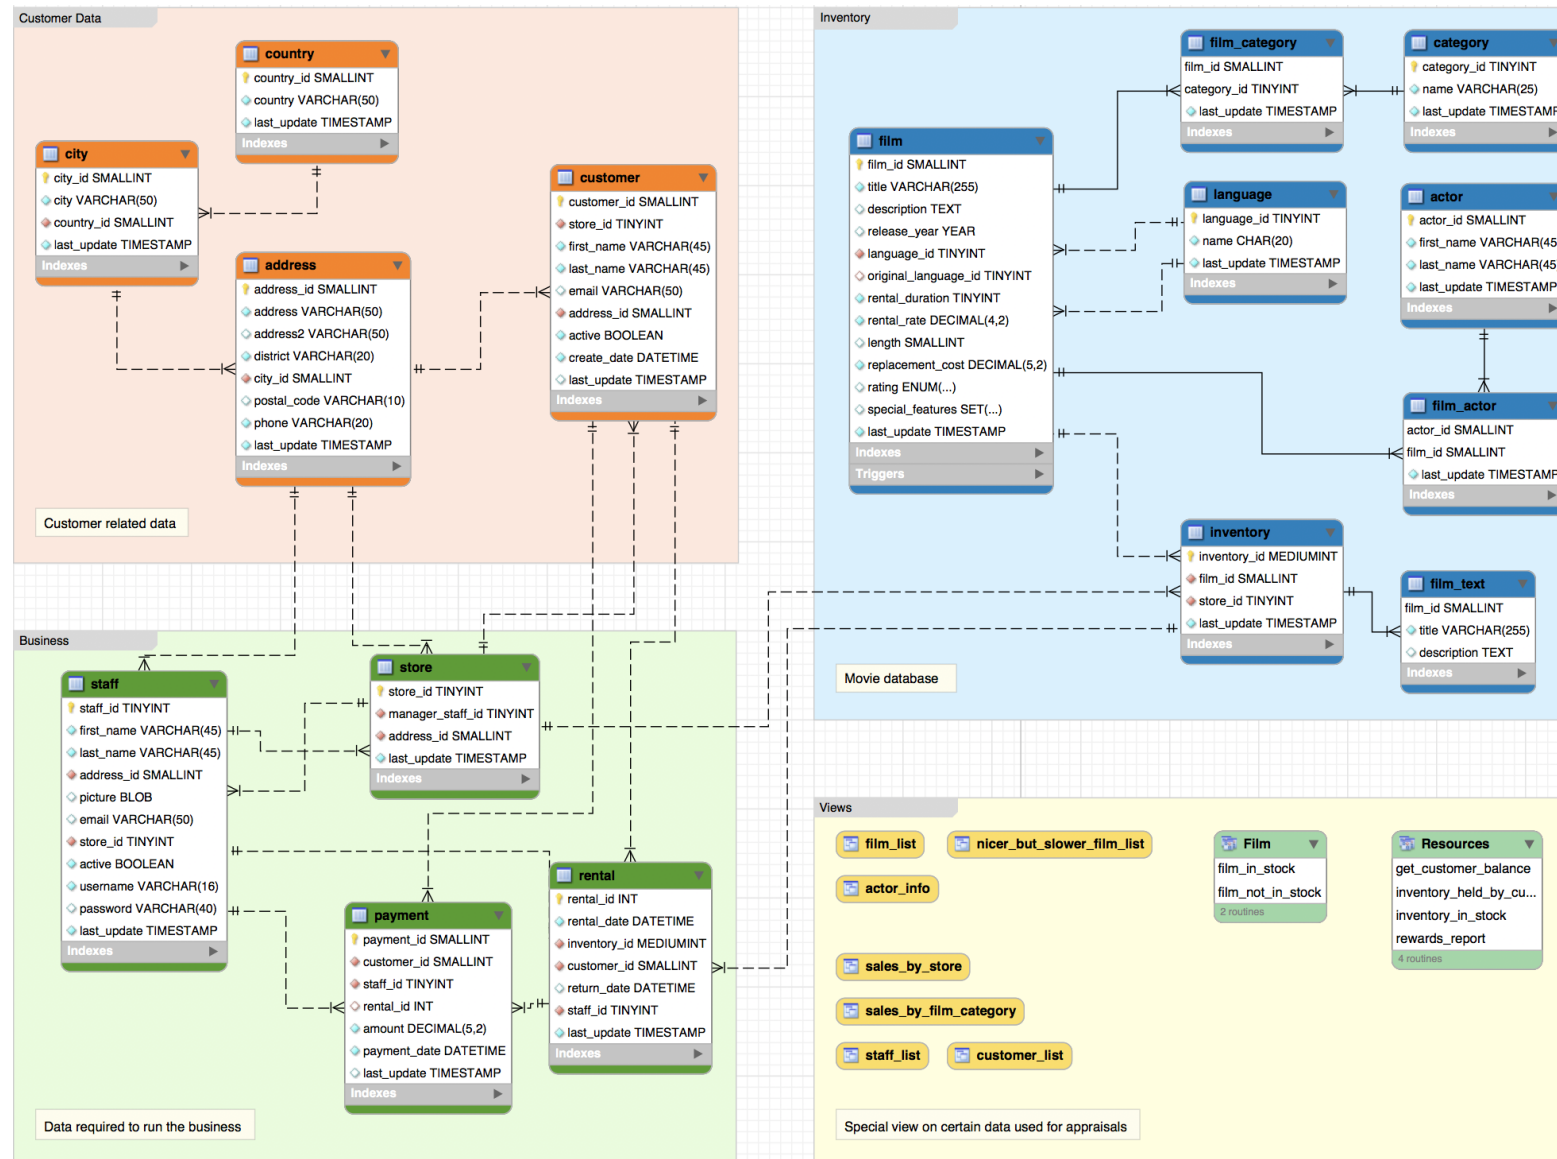 Customer Data
country
country_id SMALLINT
country VARCHAR(50)
last_update TIMESTAMP
Indexes
city
city_id SMALLINT
city VARCHAR(50)
country_id SMALLINT
last_update TIMESTAMP
Indexes
address
address_id SMALLINT
address VARCHAR(50)
address2 VARCHAR(50)
district VARCHAR(20)
city_id SMALLINT
postal_code VARCHAR(10)
phone VARCHAR(20)
last_update TIMESTAMP
Indexes
customer
customer_id SMALLINT
store_id TINYINT
first_name VARCHAR(45)
last_name VARCHAR(45)
email VARCHAR(50)
address_id SMALLINT
active BOOLEAN
create_date DATETIME
last_update TIMESTAMP
Indexes
Customer related data
Inventory
film
film_id SMALLINT
title VARCHAR(255)
description TEXT
release_year YEAR
language_id TINYINT
original_language_id TINYINT
rental_duration TINYINT
rental_rate DECIMAL(4,2)
length SMALLINT
replacement_cost DECIMAL(5,2)
rating ENUM(...)
special_features SET(...)
last_update TIMESTAMP
Indexes
Triggers
film_category
film_id SMALLINT
category_id TINYINT
last_update TIMESTAMP
Indexes
category
category_id TINYINT
name VARCHAR(25)
last_update TIMESTAMP
Indexes
language
language_id TINYINT
name CHAR(20)
last_update TIMESTAMP
Indexes
actor
actor_id SMALLINT
first_name VARCHAR(45
last_name VARCHAR(45
last_update TIMESTAMP
Indexes
film_actor
actor_id SMALLINT
film_id SMALLINT
last_update TIMESTAMP
Indexes
inventory
inventory_id MEDIUMINT
film_id SMALLINT
store_id TINYINT
last_update TIMESTAMP
Indexes
film_text
film_id SMALLINT
title VARCHAR(255)
description TEXT
Indexes
Movie database
Business
staff
staff_id TINYINT
first_name VARCHAR(45)
last_name VARCHAR(45)
address_id SMALLINT
picture BLOB
email VARCHAR(50)
store_id TINYINT
active BOOLEAN
username VARCHAR(16)
password VARCHAR(40)
last_update TIMESTAMP
Indexes
store
store_id TINYINT
manager_staff_id TINYINT
address_id SMALLINT
last_update TIMESTAMP
Indexes
payment
payment_id SMALLINT
customer_id SMALLINT
staff_id TINYINT
rental_id INT
amount DECIMAL(5,2)
payment_date DATETIME
last_update TIMESTAMP
Indexes
rental
rental_id INT
rental_date DATETIME
inventory_id MEDIUMINT
customer_id SMALLINT
return_date DATETIME
staff_id TINYINT
last_update TIMESTAMP
Indexes
Data required to run the business
Views
film_list
nicer_but_slower_film_list
actor_info
sales_by_store
sales_by_film_category
staff_list
customer_list
Film
film_in_stock
film_not_in_stock
2 routines
Resources
get_customer_balance
inventory_held_by_cu...
inventory_in_stock
rewards_report
4 routines
Special view on certain data used for appraisals